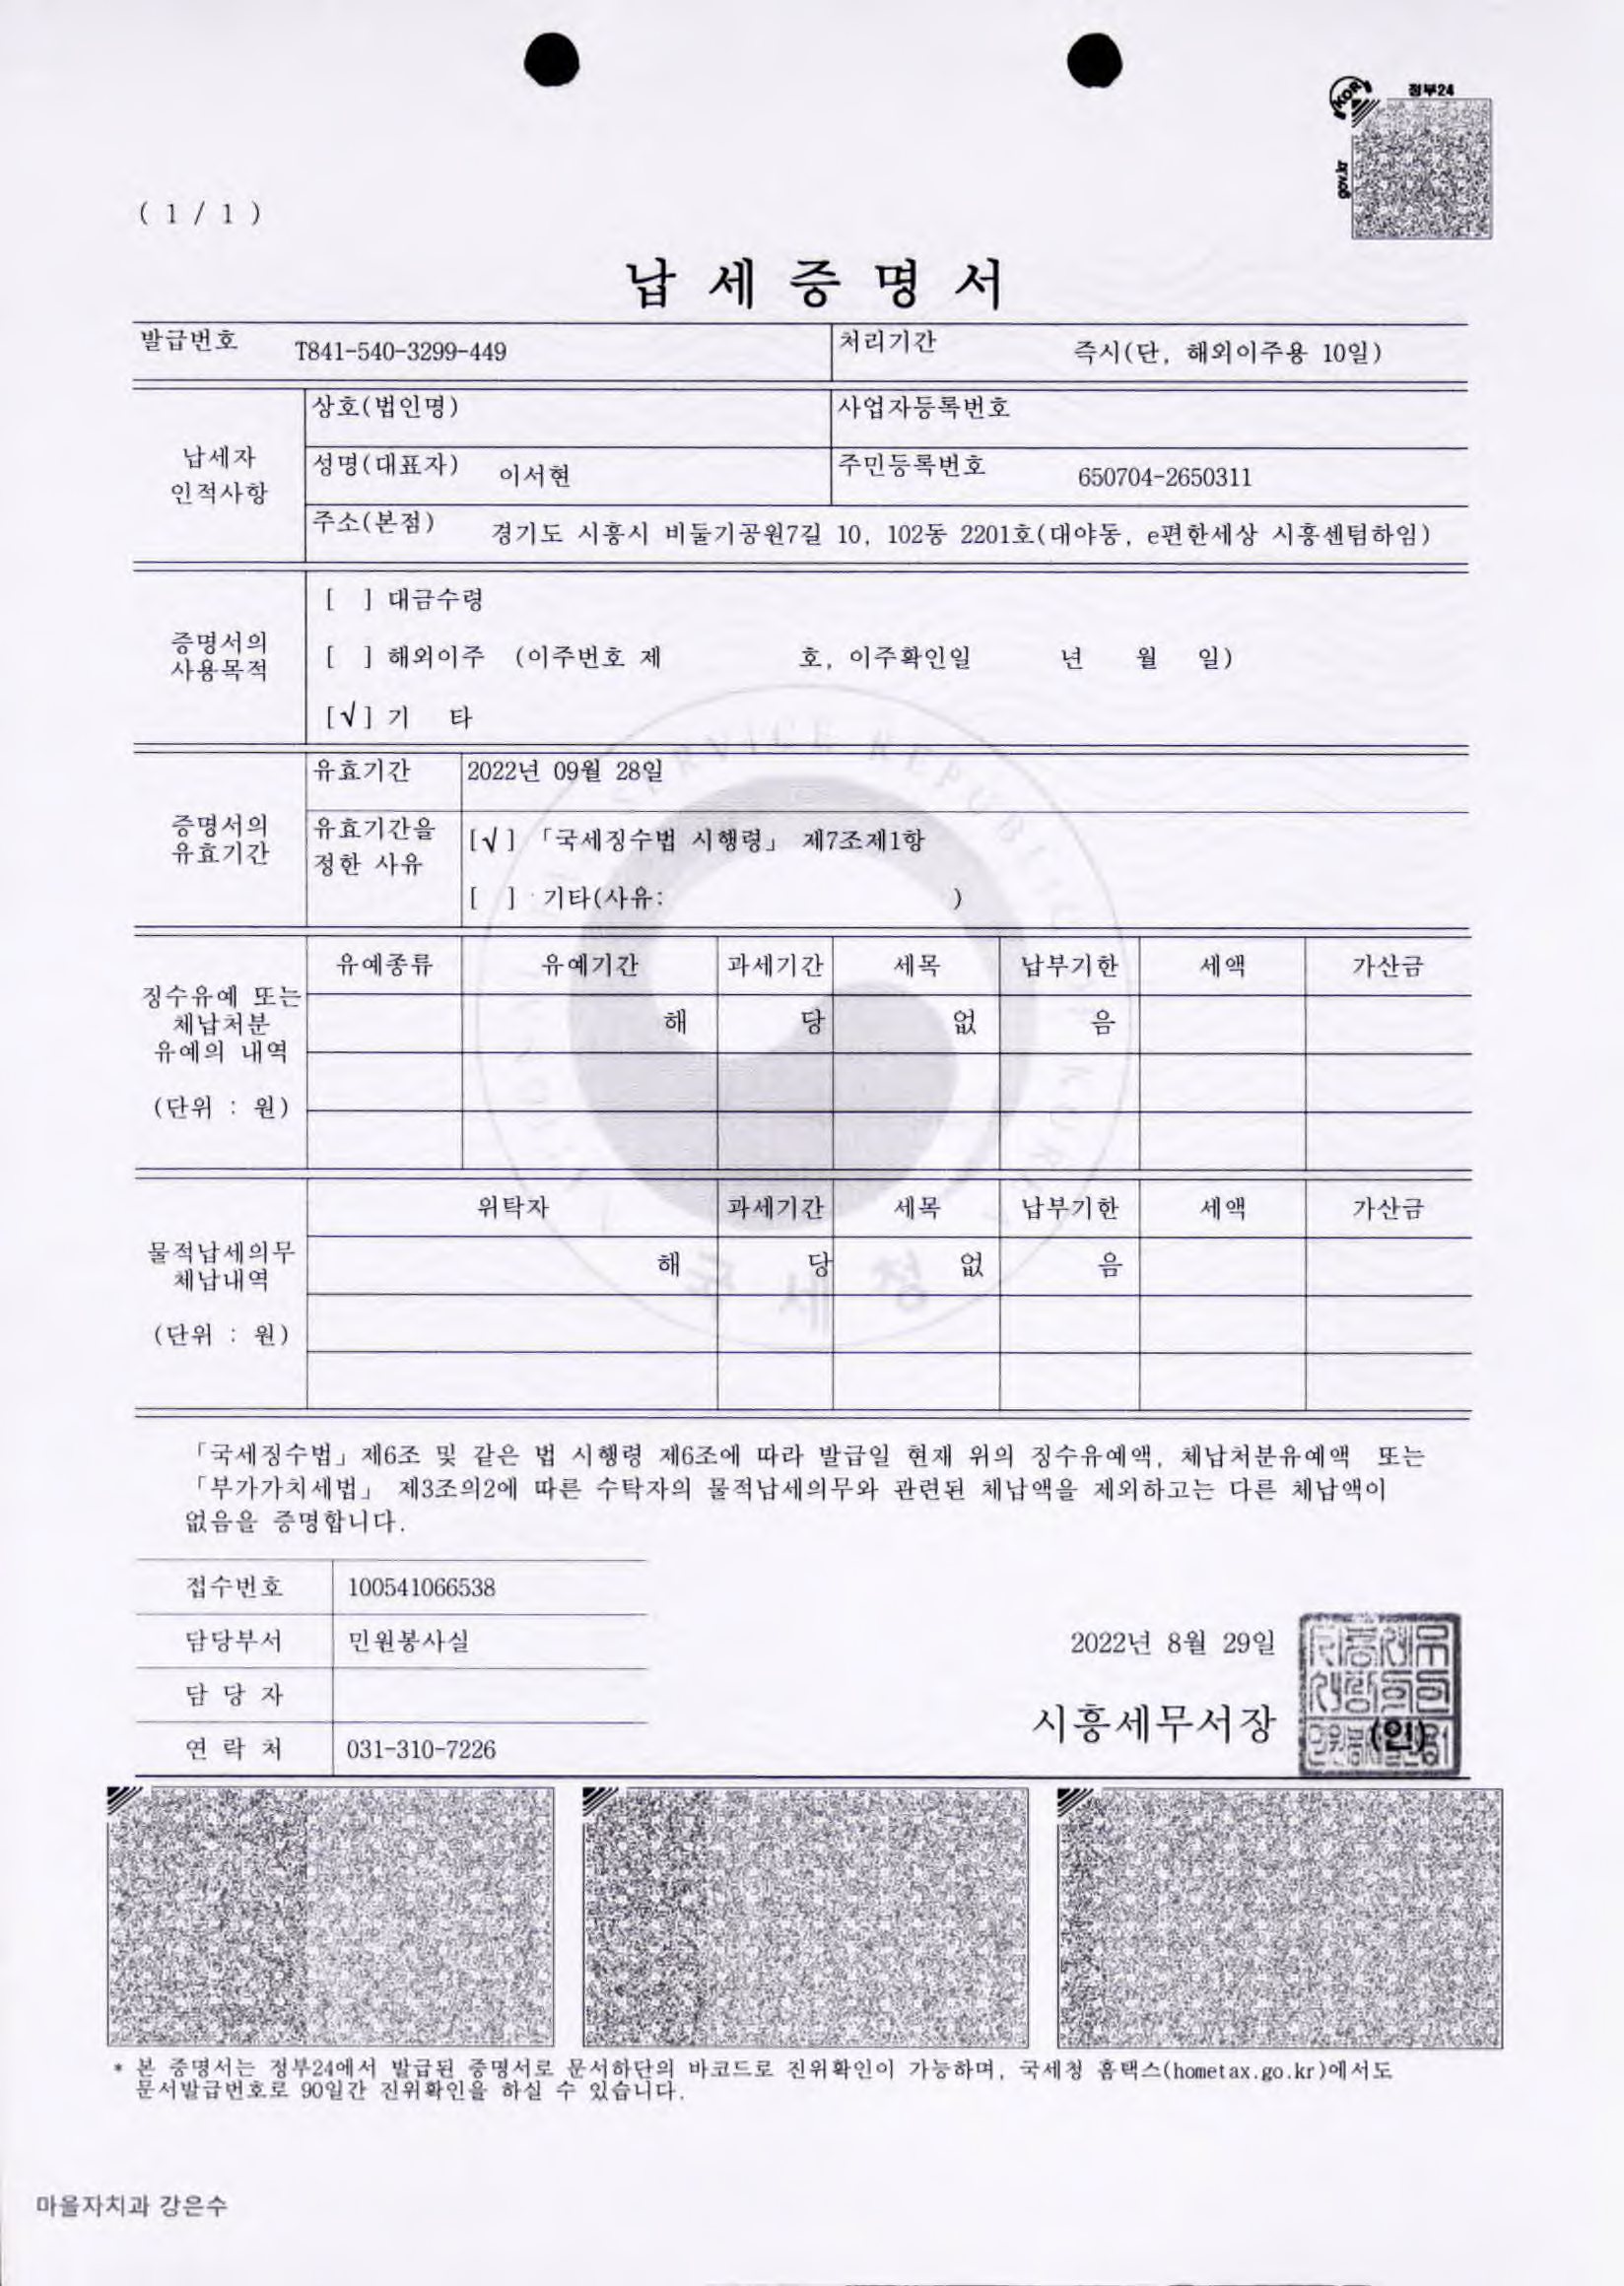 정부24
KOR
gov.kr
( 1 / 1 )
납 세 증 명 서
발급번호 T841-540-3299-449 처리기간 즉시(단, 해외이주용 10일)
납세자
인적사항
상호(법인명) 사업자등록번호
성명(대표자) 이서현 주민등록번호 650704-2650311
주소(본점) 경기도 시흥시 비둘기공원7길 10, 102동 2201호(대야동, e편한세상 시흥센텀하임)
증명서의
사용목적
[ ] 대금수령
[ ] 해외이주 (이주번호 제 호, 이주확인일 년 월 일)
[√] 기 타
증명서의
유효기간
유효기간 2022년 09월 28일
유효기간을
정한 사유
[√] 「국세징수법 시행령」 제7조제1항
[ ] 기타(사유: )
징수유예 또는
체납처분
유예의 내역
(단위 : 원)
유예종류 유예기간 과세기간 세목 납부기한 세액 가산금
해 당 없 음
물적납세의무
체납내역
(단위 : 원)
위탁자 과세기간 세목 납부기한 세액 가산금
해 당 없 음
국 세 청
「국세징수법」 제6조 및 같은 법 시행령 제6조에 따라 발급일 현재 위의 징수유예액, 체납처분유예액 또는
「부가가치세법」 제3조의2에 따른 수탁자의 물적납세의무와 관련된 체납액을 제외하고는 다른 체납액이
없음을 증명합니다.
접수번호 100541066538
담당부서 민원봉사실
담 당 자
연 락 처 031-310-7226
2022년 8월 29일
시흥세무서장
(인)
* 본 증명서는 정부24에서 발급된 증명서로 문서하단의 바코드로 진위확인이 가능하며, 국세청 홈택스(hometax.go.kr)에서도
문서발급번호로 90일간 진위확인을 하실 수 있습니다.
마을자치과 강은수